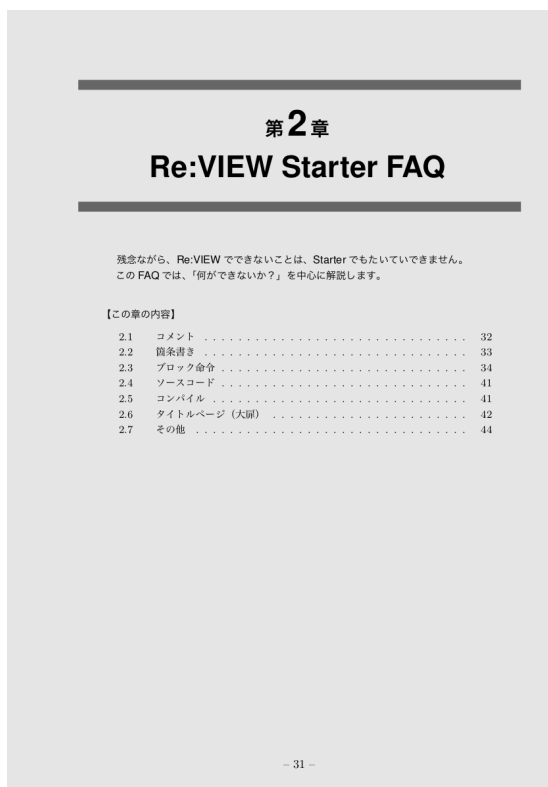 第2章
Re:VIEW Starter FAQ
残念ながら、Re:VIEW でできないことは、Starter でもたいていできません。
この FAQ では、「何ができないか?」を中心に解説します。
【この章の内容】
2.1 コメント . . . . . . . . . . . . . . . . . . . . . . . . . . . . . . . 32
2.2 箇条書き . . . . . . . . . . . . . . . . . . . . . . . . . . . . . . . 33
2.3 ブロック命令 . . . . . . . . . . . . . . . . . . . . . . . . . . . . . 34
2.4 ソースコード . . . . . . . . . . . . . . . . . . . . . . . . . . . . . 41
2.5 コンパイル . . . . . . . . . . . . . . . . . . . . . . . . . . . . . . 41
2.6 タイトルページ(大扉) . . . . . . . . . . . . . . . . . . . . . . . 42
2.7 その他 . . . . . . . . . . . . . . . . . . . . . . . . . . . . . . . . 44
– 31 –